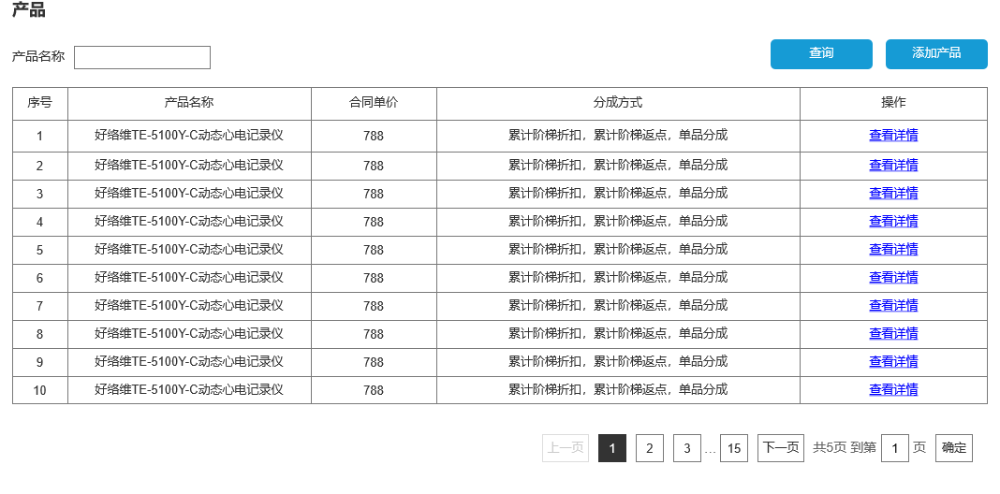 产品
产品名称 查询 添加产品
序号 产品名称 合同单价 分成方式 操作
1 好络维TE-5100Y-C动态心电记录仪 788 累计阶梯折扣，累计阶梯返点，单品分成 查看详情
2 好络维TE-5100Y-C动态心电记录仪 788 累计阶梯折扣，累计阶梯返点，单品分成 查看详情
3 好络维TE-5100Y-C动态心电记录仪 788 累计阶梯折扣，累计阶梯返点，单品分成 查看详情
4 好络维TE-5100Y-C动态心电记录仪 788 累计阶梯折扣，累计阶梯返点，单品分成 查看详情
5 好络维TE-5100Y-C动态心电记录仪 788 累计阶梯折扣，累计阶梯返点，单品分成 查看详情
6 好络维TE-5100Y-C动态心电记录仪 788 累计阶梯折扣，累计阶梯返点，单品分成 查看详情
7 好络维TE-5100Y-C动态心电记录仪 788 累计阶梯折扣，累计阶梯返点，单品分成 查看详情
8 好络维TE-5100Y-C动态心电记录仪 788 累计阶梯折扣，累计阶梯返点，单品分成 查看详情
9 好络维TE-5100Y-C动态心电记录仪 788 累计阶梯折扣，累计阶梯返点，单品分成 查看详情
10 好络维TE-5100Y-C动态心电记录仪 788 累计阶梯折扣，累计阶梯返点，单品分成 查看详情
上一页 1 2 3 ... 15 下一页 共5页 到第 1 页 确定